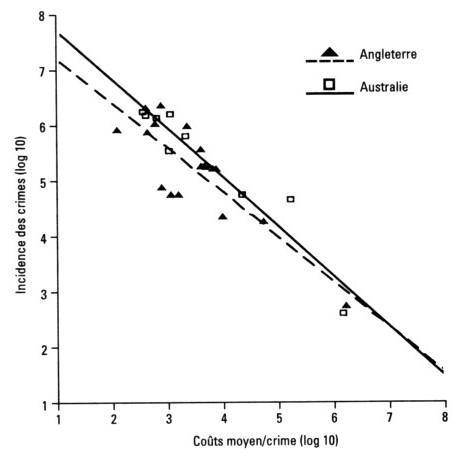 8
7
6
5
4
3
2
1
Incidence des crimes (log 10)
Angleterre
Australie
1 2 3 4 5 6 7 8
Coûts moyen/crime (log 10)